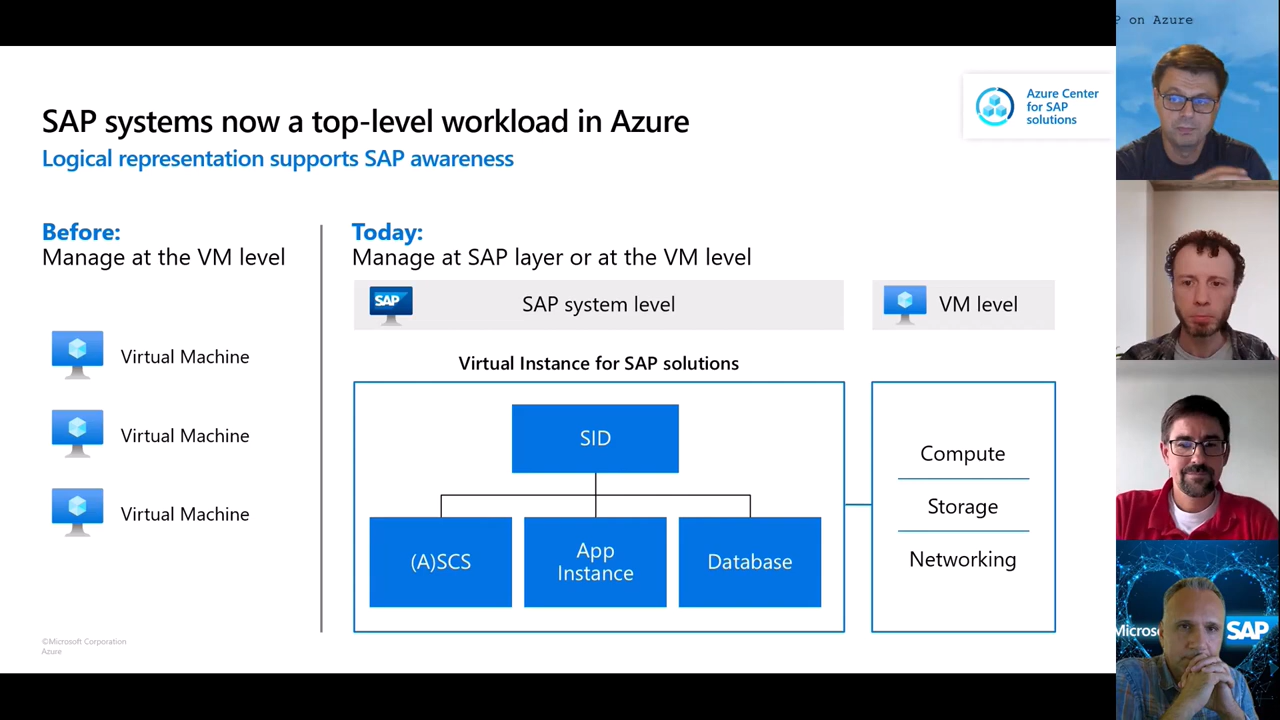 P on Azure
Azure Center
for SAP
solutions
SAP systems now a top-level workload in Azure
Logical representation supports SAP awareness
Before:
Manage at the VM level
Virtual Machine
Virtual Machine
Virtual Machine
Today:
Manage at SAP layer or at the VM level
SAP
SAP system level
VM level
Virtual Instance for SAP solutions
SID
(A)SCS
App
Instance
Database
Compute
Storage
Networking
©Microsoft Corporation
Azure
Microso
SAP